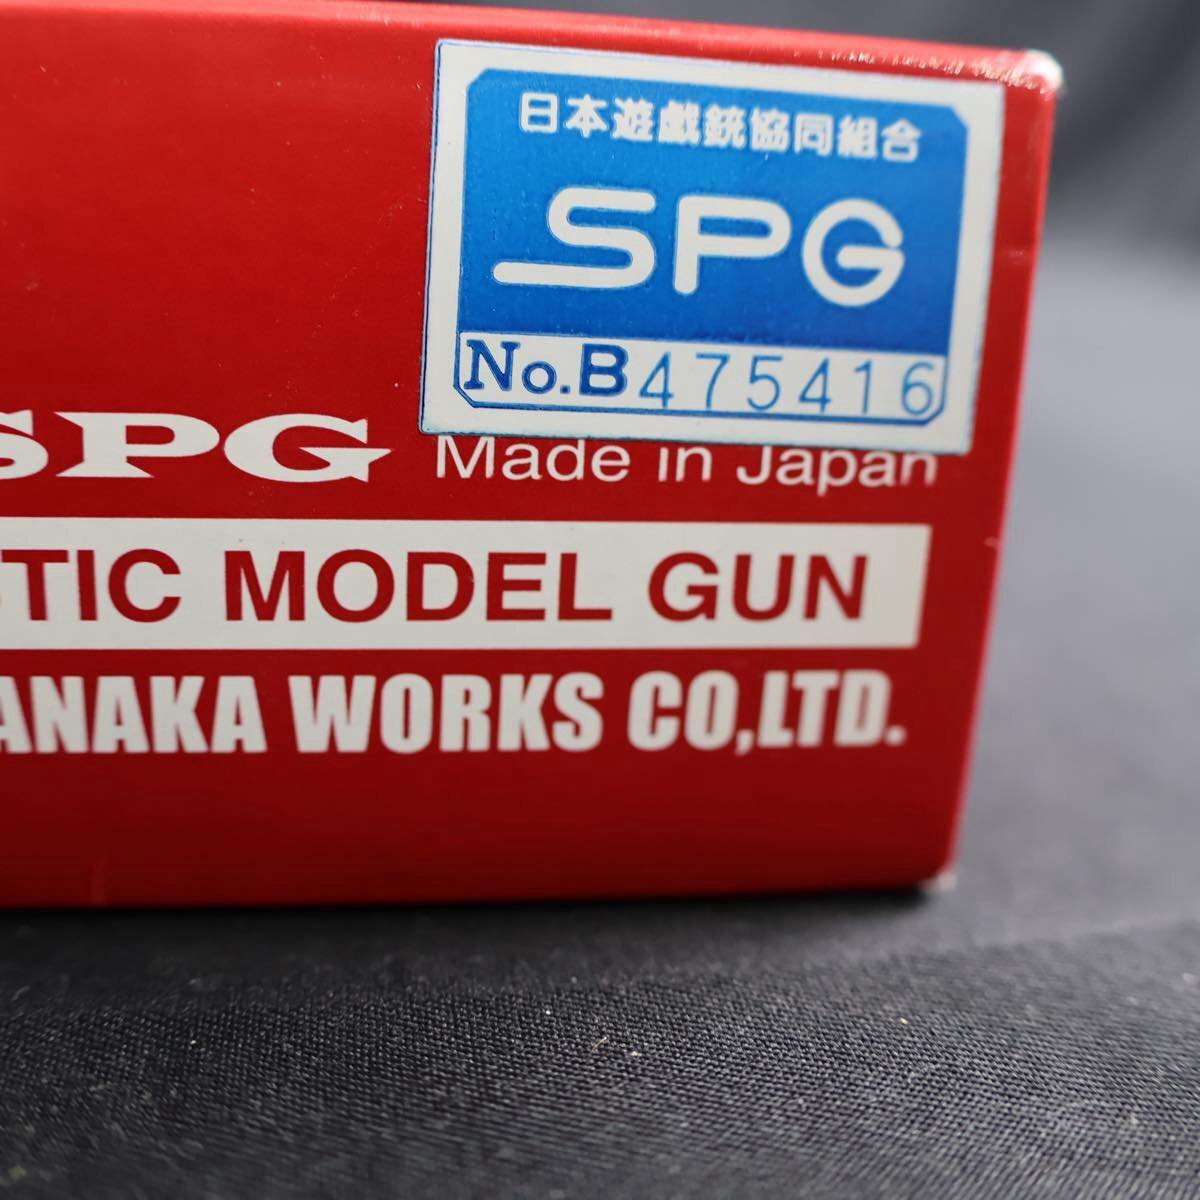 日本遊戯銃協同組合
SPG
No.B475416
SPG Made in Japan
STIC MODEL GUN
ANAKA WORKS CO,LTD.